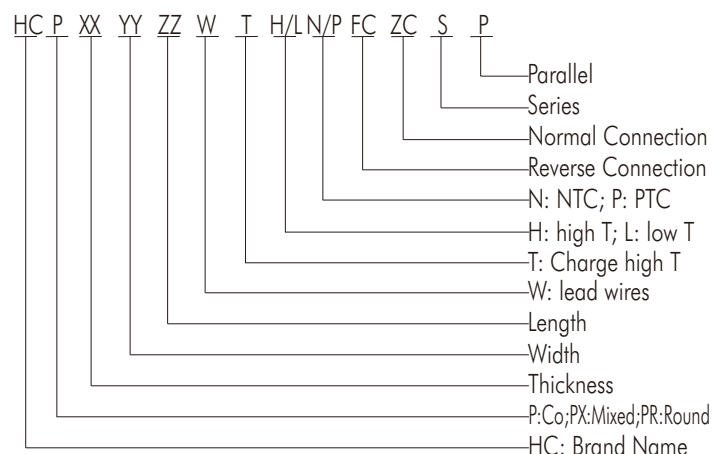 HC P XX YY ZZ W T H/L N/P FC ZC S P
Parallel
Series
Normal Connection
Reverse Connection
N: NTC; P: PTC
H: high T; L: low T
T: Charge high T
W: lead wires
Length
Width
Thickness
P:Co;PX:Mixed;PR:Round
HC: Brand Name